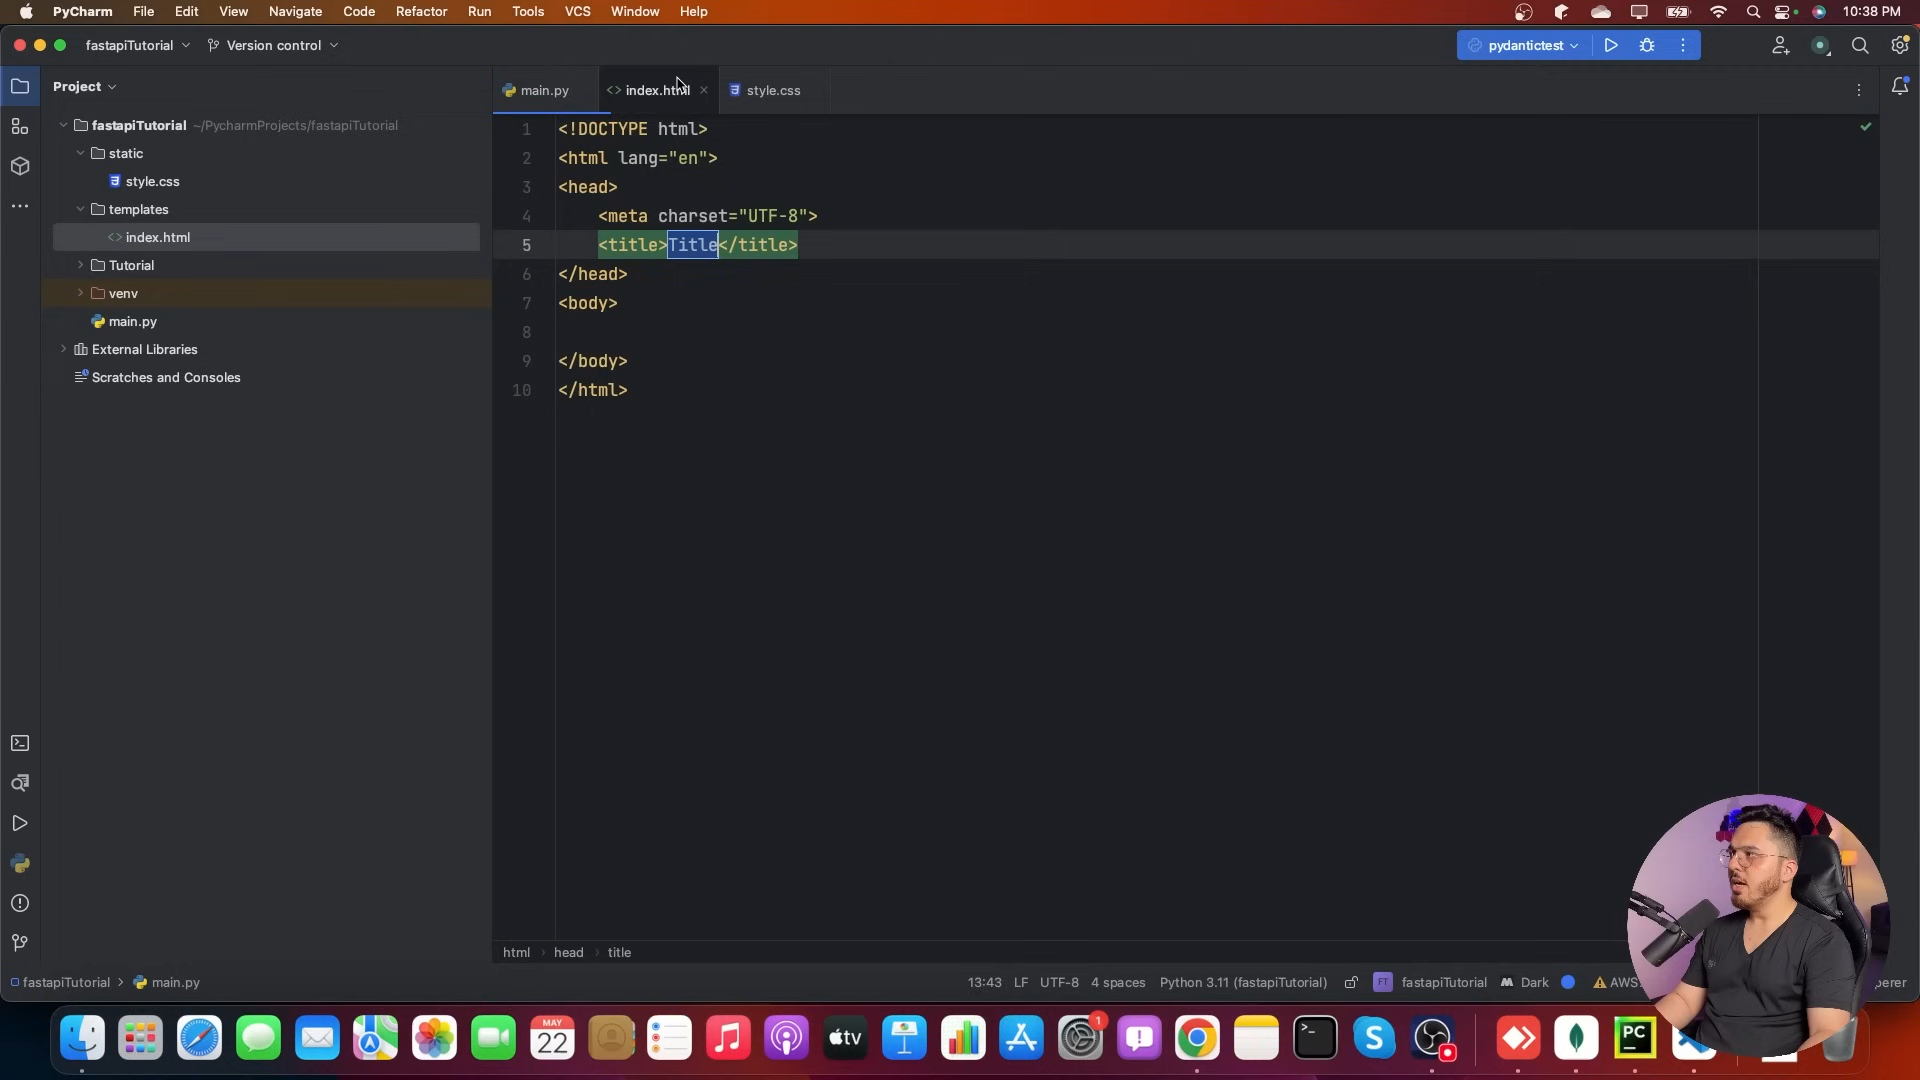 PyCharm File Edit View Navigate Code Refactor Run Tools VCS Window Help 10:38 PM
fastapiTutorial Version control pydantictest
Project
main.py index.html style.css
fastapiTutorial ~/PycharmProjects/fastapiTutorial
static
style.css
templates
index.html
Tutorial
venv
main.py
External Libraries
Scratches and Consoles
1 <!DOCTYPE html>
2 <html lang="en">
3 <head>
4 <meta charset="UTF-8">
5 <title>Title</title>
6 </head>
7 <body>
8
9 </body>
10 </html>
html head title
fastapiTutorial main.py 13:43 LF UTF-8 4 spaces Python 3.11 (fastapiTutorial) FT fastapiTutorial Dark AWS:
MAY
22
tv
1
PC